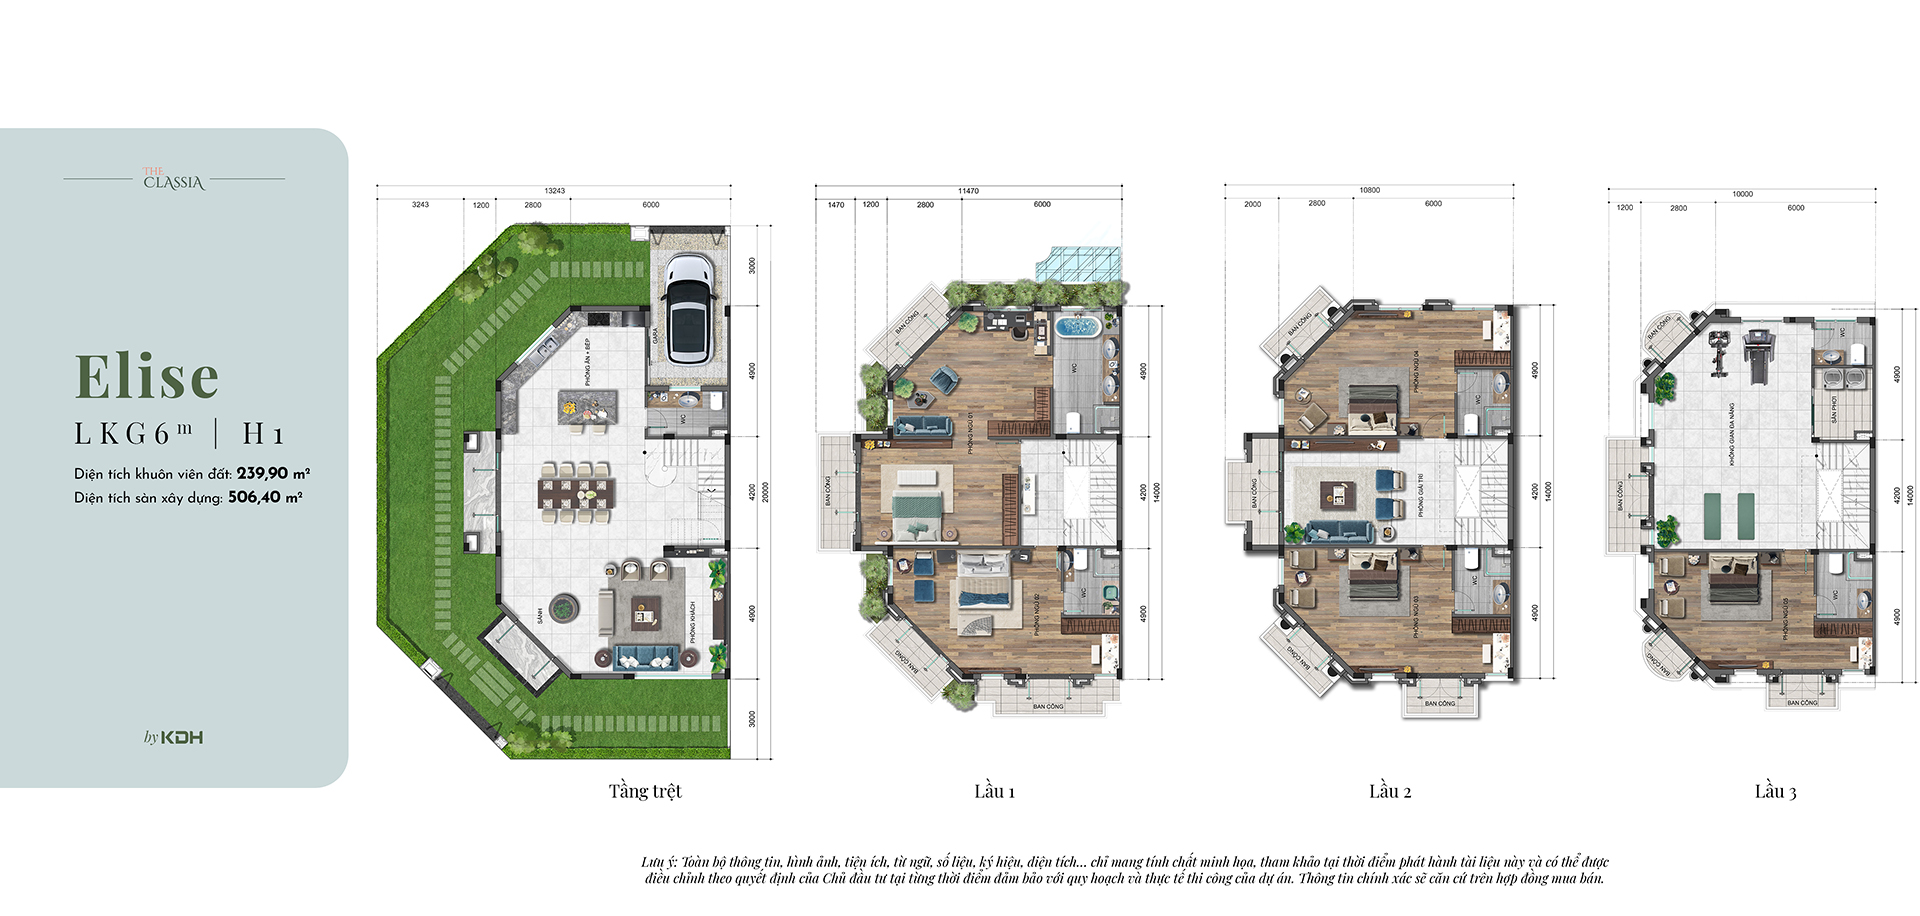 THE
CLASSIA
Elise
LKG6m | H1
Diện tích khuôn viên đất: 239,90 m²
Diện tích sàn xây dựng: 506,40 m²
by KDH
13243
3243
1200
2800
6000
3000
4900
4200
20000
4900
3000
GARA
PHÒNG ĂN + BẾP
WC
SẢNH
PHÒNG KHÁCH
Tầng trệt
11470
1470
1200
2800
6000
4900
4200
14000
4900
BAN CÔNG
WC
PHÒNG NGỦ 01
BAN CÔNG
PHÒNG NGỦ 02
WC
BAN CÔNG
BAN CÔNG
Lầu 1
10800
2000
2800
6000
4900
4200
14000
4900
BAN CÔNG
PHÒNG NGỦ 04
WC
BAN CÔNG
PHÒNG GIẢI TRÍ
WC
PHÒNG NGỦ 03
BAN CÔNG
BAN CÔNG
Lầu 2
10000
1200
2800
6000
4900
4200
14000
4900
BAN CÔNG
WC
SÂN PHƠI
KHÔNG GIAN ĐA NĂNG
BAN CÔNG
WC
PHÒNG NGỦ 05
BAN CÔNG
BAN CÔNG
Lầu 3
Lưu ý: Toàn bộ thông tin, hình ảnh, tiện ích, từ ngữ, số liệu, ký hiệu, diện tích... chỉ mang tính chất minh họa, tham khảo tại thời điểm phát hành tài liệu này và có thể được
điều chỉnh theo quyết định của Chủ đầu tư tại từng thời điểm đảm bảo với quy hoạch và thực tế thi công của dự án. Thông tin chính xác sẽ căn cứ trên hợp đồng mua bán.